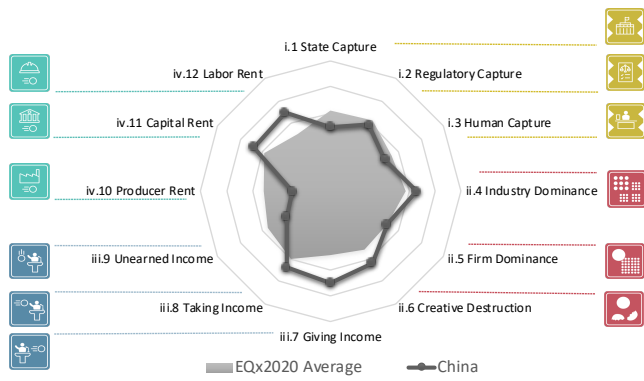 i.1 State Capture
iv.12 Labor Rent
i.2 Regulatory Capture
iv.11 Capital Rent
i.3 Human Capture
iv.10 Producer Rent
ii.4 Industry Dominance
iii.9 Unearned Income
ii.5 Firm Dominance
iii.8 Taking Income
ii.6 Creative Destruction
iii.7 Giving Income
EQx2020 Average
China